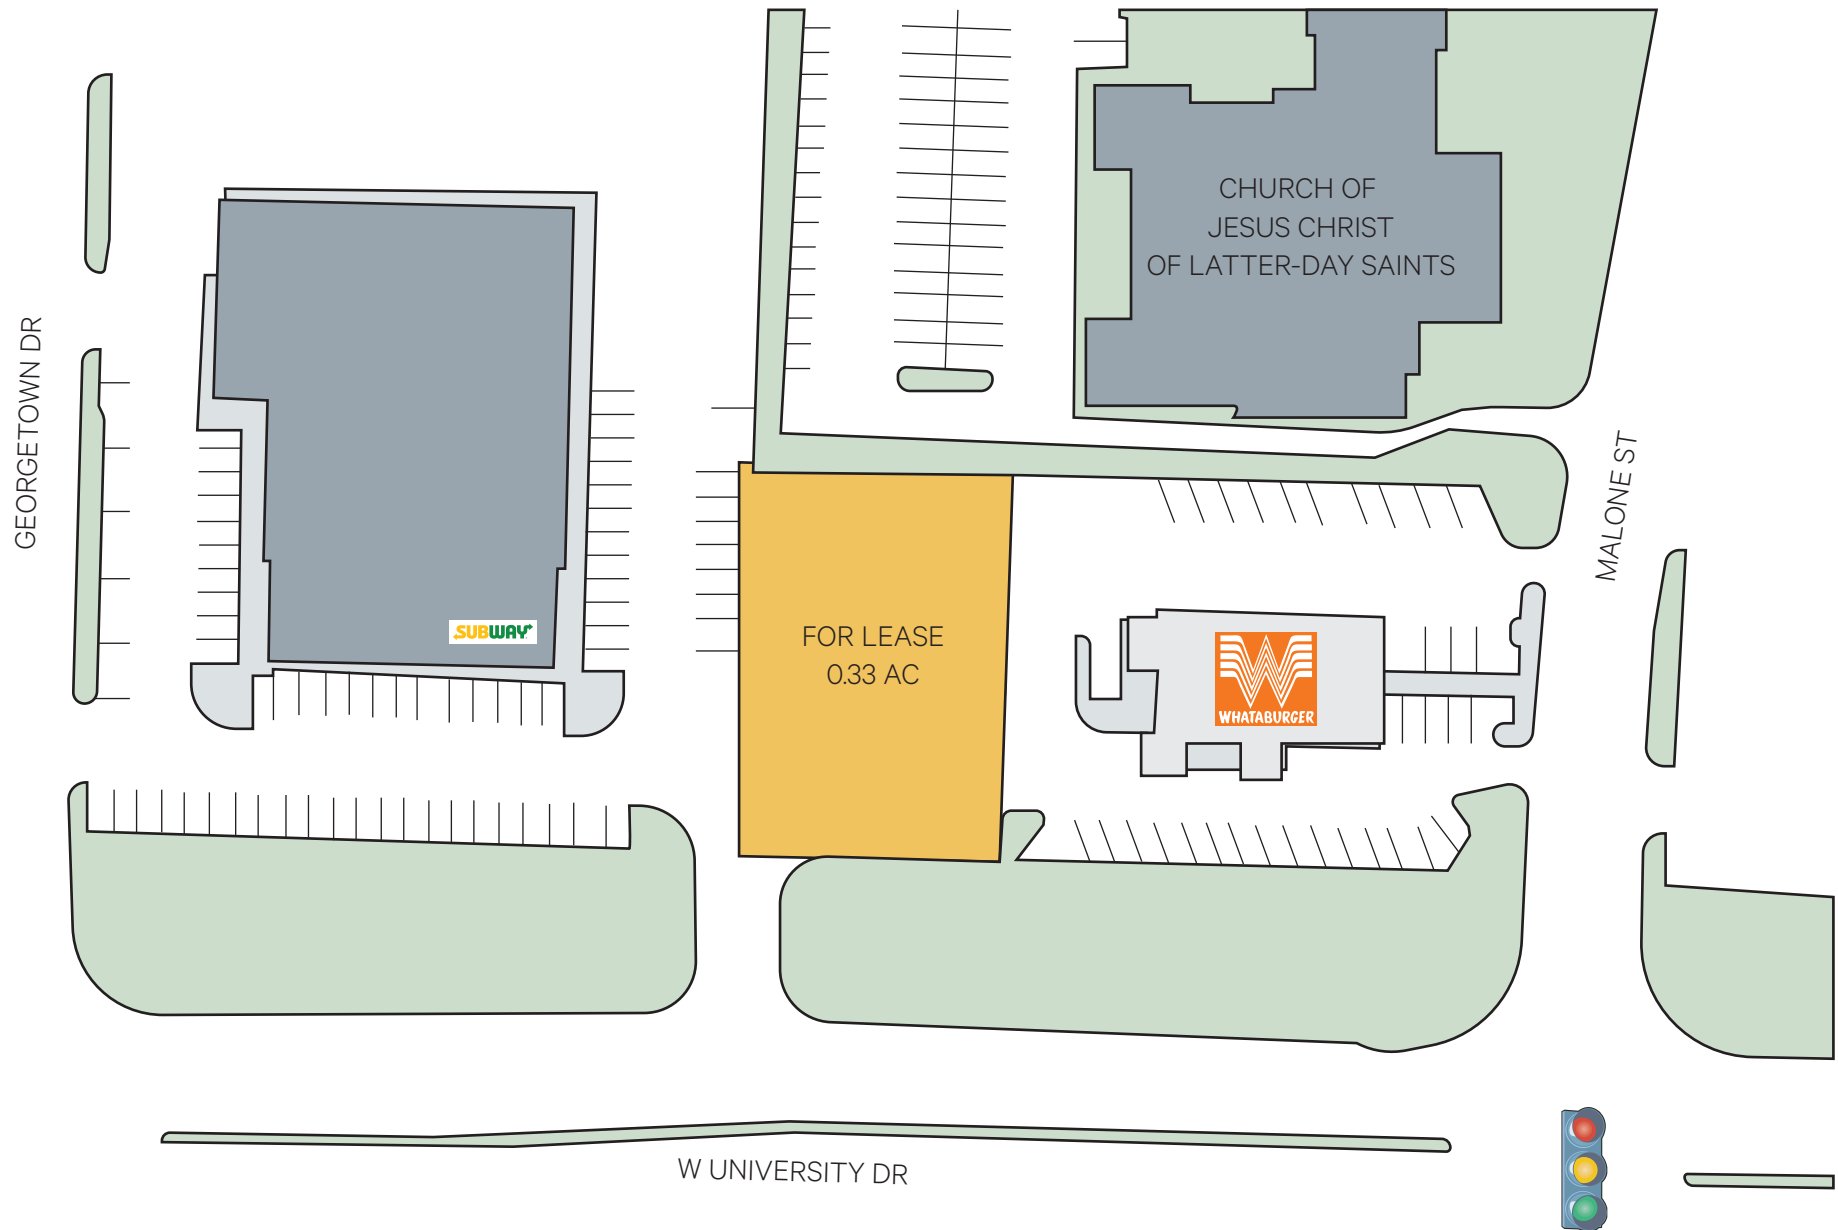 CHURCH OF
JESUS CHRIST
OF LATTER-DAY SAINTS
GEORGETOWN DR
MALONE ST
SUBWAY
FOR LEASE
0.33 AC
WHATABURGER
W UNIVERSITY DR